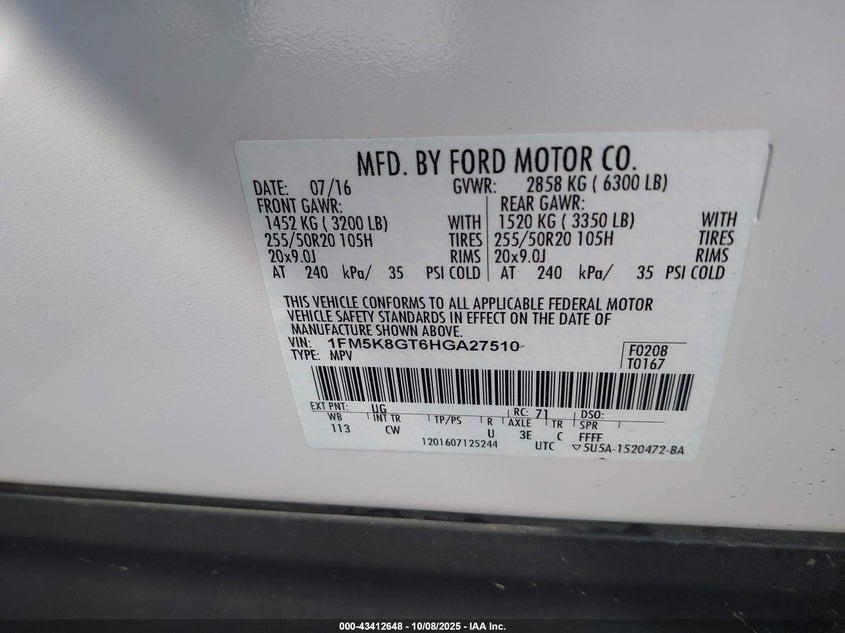 MFD. BY FORD MOTOR CO.
DATE: 07/16 GVWR: 2858 KG ( 6300 LB)
FRONT GAWR: REAR GAWR:
1452 KG ( 3200 LB) WITH 1520 KG ( 3350 LB) WITH
255/50R20 105H TIRES 255/50R20 105H TIRES
20x9.0J RIMS 20x9.0J RIMS
AT 240 kPa/ 35 PSI COLD AT 240 kPa/ 35 PSI COLD
THIS VEHICLE CONFORMS TO ALL APPLICABLE FEDERAL MOTOR
VEHICLE SAFETY STANDARDS IN EFFECT ON THE DATE OF
MANUFACTURE SHOWN ABOVE.
VIN: 1FM5K8GT6HGA27510
TYPE: MPV
F0208
T0167
EXT PNT: UG RC: 71 DSO:
WB INT TR TP/PS R AXLE TR SPR
113 CW U 3E C FFFF
1201607125244 UTC ▽5U5A-1520472-BA
000-43412648 - 10/08/2025 - IAA Inc.